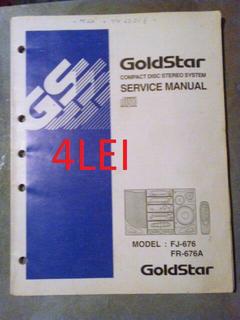 GoldStar
COMPACT DISC STEREO SYSTEM
SERVICE MANUAL
GS
4LEI
MODEL : FJ-676
FR-676A
GoldStar